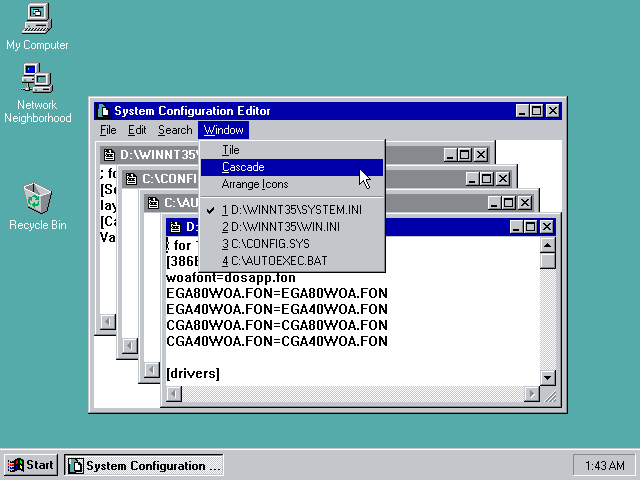 My Computer
Network
Neighborhood
Recycle Bin
System Configuration Editor
File Edit Search Window
Tile
Cascade
Arrange Icons
1 D:\WINNT35\SYSTEM.INI
2 D:\WINNT35\WIN.INI
3 C:\CONFIG.SYS
4 C:\AUTOEXEC.BAT
D:\WINNT35
; fo
[So
lay
[Ca
Va
C:\CONF
C:\AU
D:
; for
[386E
woafont=dosapp.fon
EGA80WOA.FON=EGA80WOA.FON
EGA40WOA.FON=EGA40WOA.FON
CGA80WOA.FON=CGA80WOA.FON
CGA40WOA.FON=CGA40WOA.FON
[drivers]
Start
System Configuration ...
1:43 AM